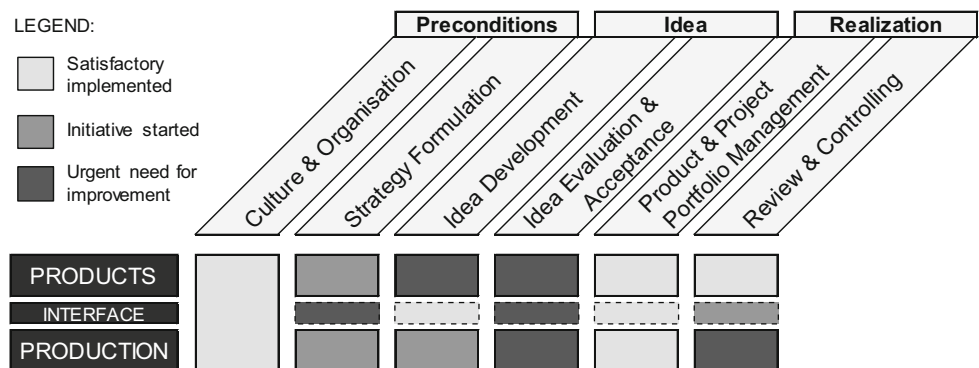 LEGEND:
Satisfactory
implemented
Initiative started
Urgent need for
improvement
Preconditions
Idea
Realization
Culture & Organisation
Strategy Formulation
Idea Development
Idea Evaluation &
Acceptance
Product & Project
Portfolio Management
Review & Controlling
PRODUCTS
INTERFACE
PRODUCTION